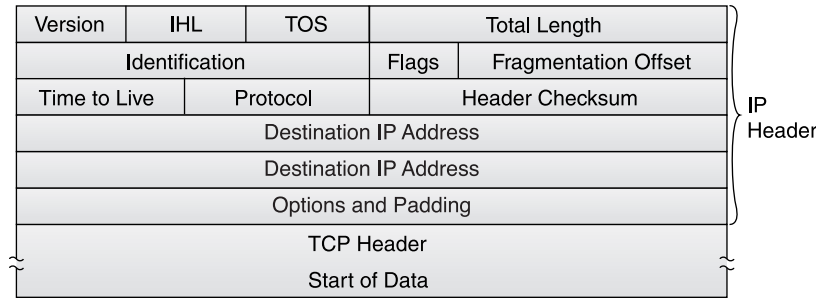 Version IHL TOS Total Length
Identification Flags Fragmentation Offset
Time to Live Protocol Header Checksum
Destination IP Address
Destination IP Address
Options and Padding
TCP Header
Start of Data
IP
Header